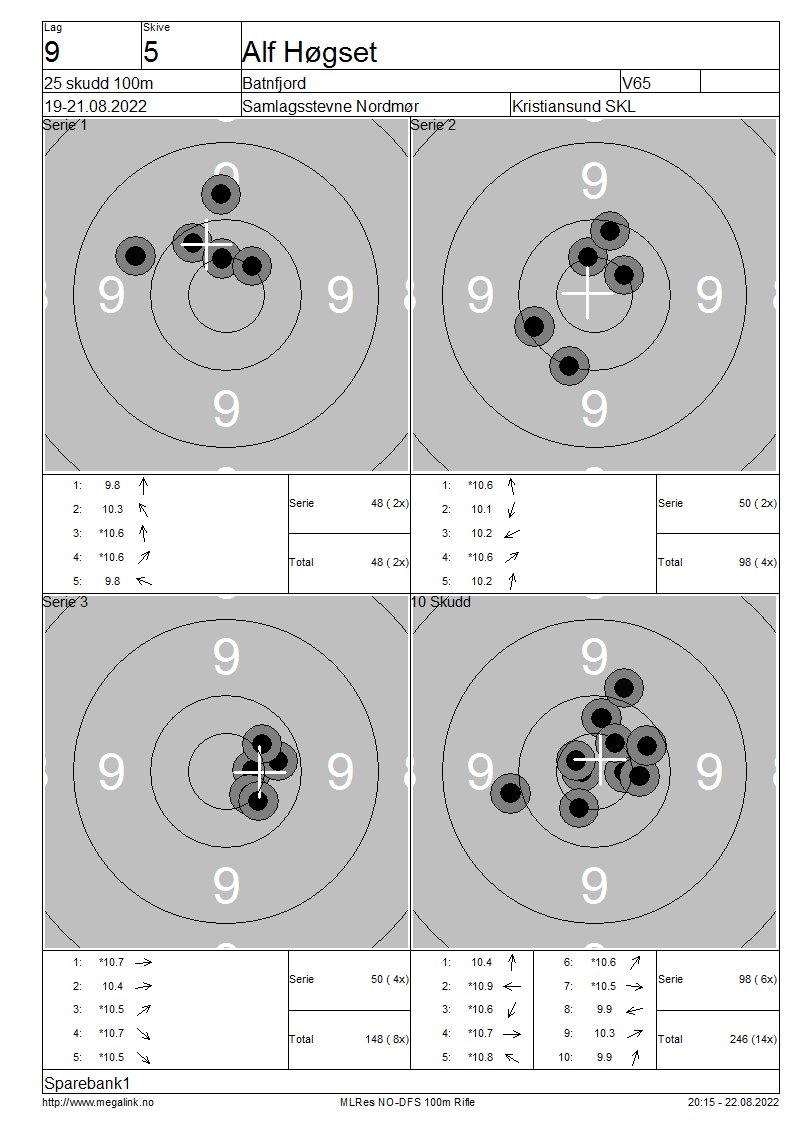 Lag Skive
9 5 Alf Høgset
25 skudd 100m Batnfjord V65
19-21.08.2022 Samlagsstevne Nordmør Kristiansund SKL
Serie 1 Serie 2
9 9
9 9 9 9
9 9
1: 9.8 1: *10.6
2: 10.3 Serie 48 ( 2x) 2: 10.1 Serie 50 ( 2x)
3: *10.6 3: 10.2
4: *10.6 Total 48 ( 2x) 4: *10.6 Total 98 ( 4x)
5: 9.8 5: 10.2
Serie 3 10 Skudd
9 9
9 9 9 9
9 9
1: *10.7 1: 10.4 6: *10.6
2: 10.4 Serie 50 ( 4x) 2: *10.9 7: *10.5 Serie 98 ( 6x)
3: *10.5 3: *10.6 8: 9.9
4: *10.7 Total 148 ( 8x) 4: *10.7 9: 10.3 Total 246 (14x)
5: *10.5 5: *10.8 10: 9.9
Sparebank1
http://www.megalink.no MLRes NO-DFS 100m Rifle 20:15 - 22.08.2022